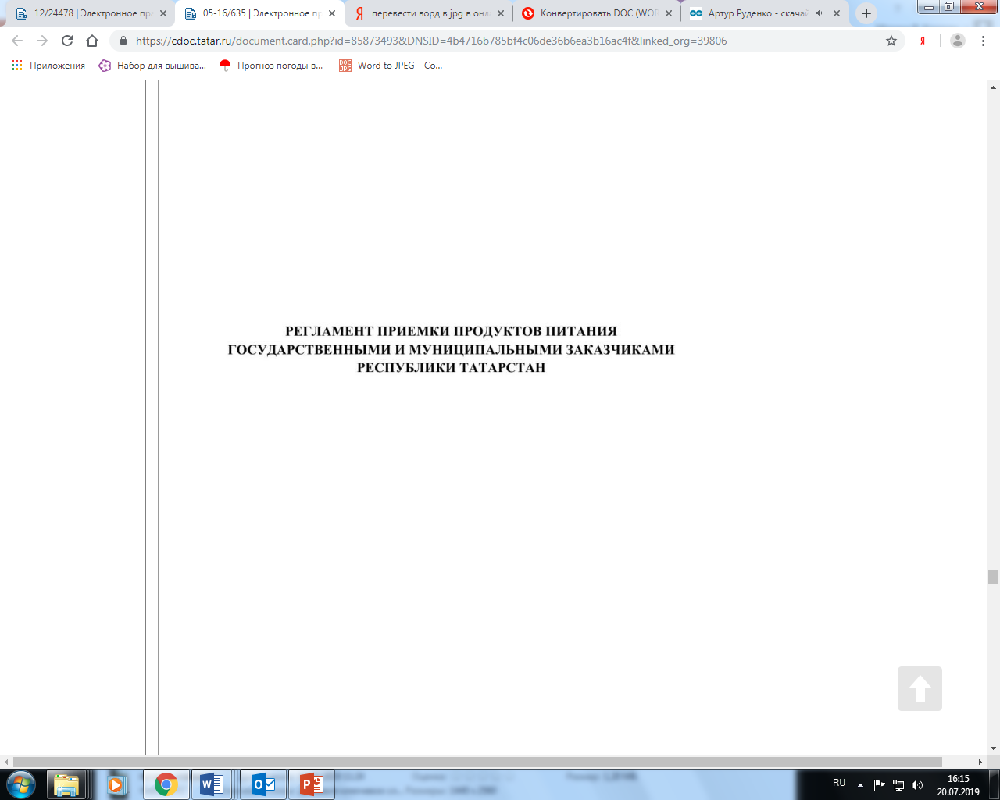 12/24478 | Электронное пра
05-16/635 | Электронное пр
перевести ворд в jpg в онл
Конвертировать DOC (WOR
Артур Руденко - скачай
https://cdoc.tatar.ru/document.card.php?id=85873493&DNSID=4b4716b785bf4c06de36b6ea3b16ac4f&linked_org=39806
Приложения
Набор для вышива...
Прогноз погоды в...
Word to JPEG – Co...
РЕГЛАМЕНТ ПРИЕМКИ ПРОДУКТОВ ПИТАНИЯ
ГОСУДАРСТВЕННЫМИ И МУНИЦИПАЛЬНЫМИ ЗАКАЗЧИКАМИ
РЕСПУБЛИКИ ТАТАРСТАН
RU
16:15
20.07.2019